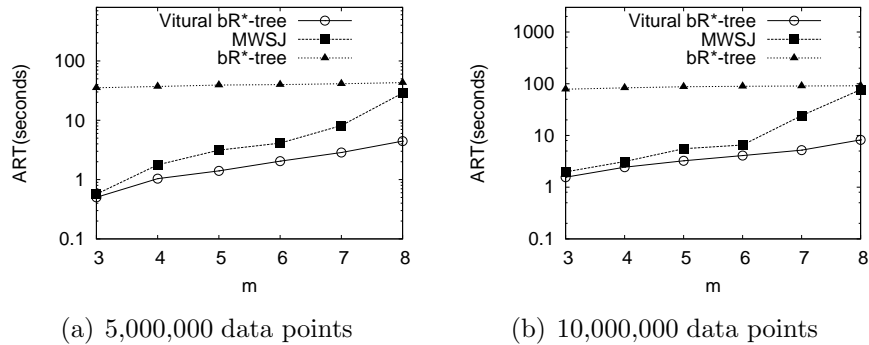 Vitural bR*-tree
MWSJ
bR*-tree
ART(seconds)
100
10
1
0.1
3 4 5 6 7 8
m
(a) 5,000,000 data points
Vitural bR*-tree
MWSJ
bR*-tree
ART(seconds)
1000
100
10
1
0.1
3 4 5 6 7 8
m
(b) 10,000,000 data points